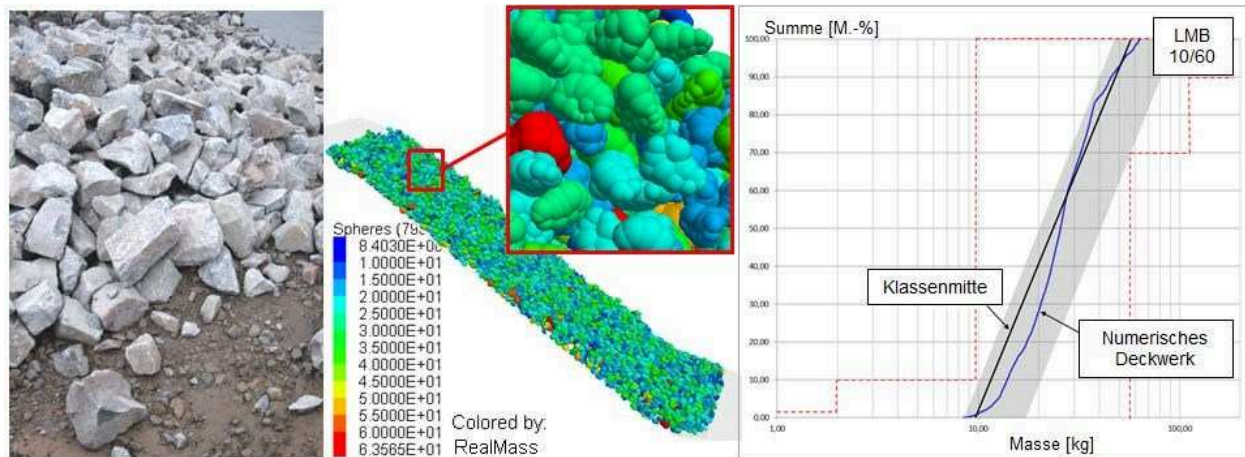 Spheres (79
8.4030E+0
1.0000E+01
1.5000E+01
2.0000E+01
2.5000E+01
3.0000E+01
3.5000E+01
4.0000E+01
4.5000E+01
5.0000E+01
5.5000E+01
6.0000E+01
6.3565E+01
Colored by:
RealMass
Summe [M.-%]
LMB
10/60
100,00
90,00
80,00
70,00
60,00
50,00
40,00
30,00
20,00
10,00
0,00
Klassenmitte
Numerisches
Deckwerk
1,00
10,00
100,00
Masse [kg]